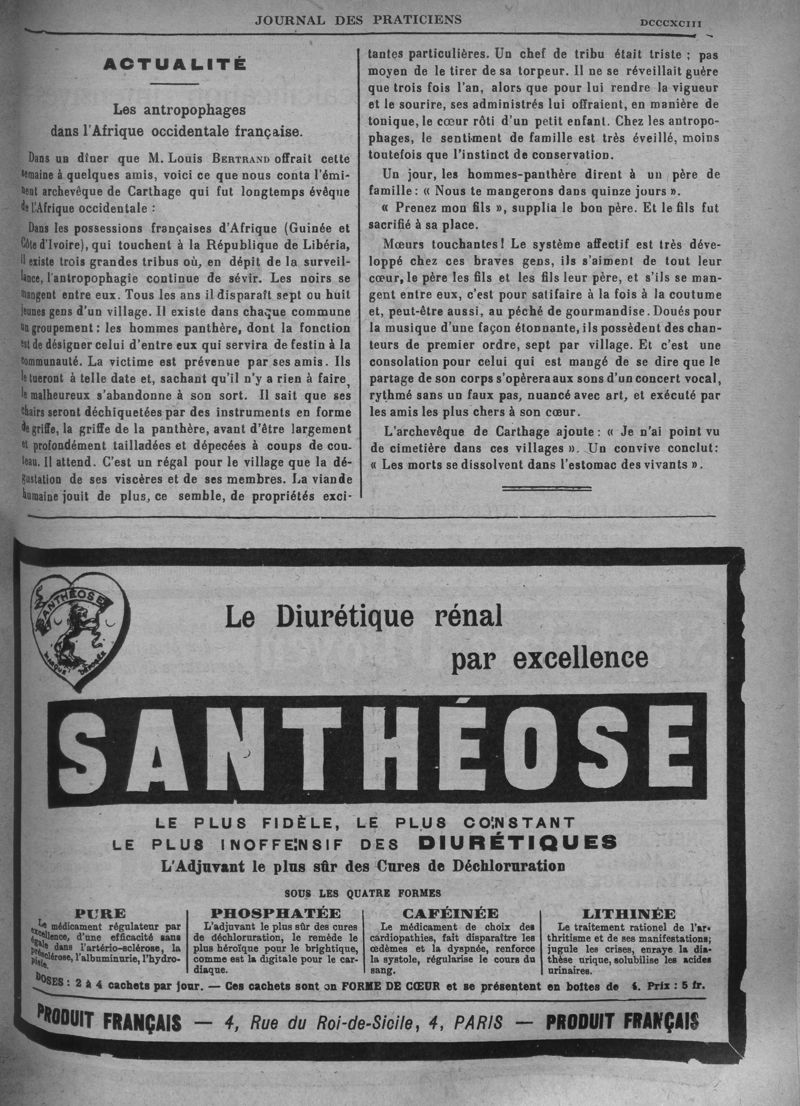 JOURNAL DES PRATICIENS
DCCCXCIII
ACTUALITÉ
Les antropophages
dans l'Afrique occidentale française.
Dans un dîner que M. Louis BERTRAND offrait cette
semaine à quelques amis, voici ce que nous conta l'émi-
nent archevêque de Carthage qui fut longtemps évêque
de l'Afrique occidentale :
Dans les possessions françaises d'Afrique (Guinée et
Côte d'Ivoire), qui touchent à la République de Libéria,
il existe trois grandes tribus où, en dépit de la surveil-
lance, l'antropophagie continue de sévir. Les noirs se
mangent entre eux. Tous les ans il disparaît sept ou huit
jeunes gens d'un village. Il existe dans chaque commune
un groupement : les hommes panthère, dont la fonction
est de désigner celui d'entre eux qui servira de festin à la
communauté. La victime est prévenue par ses amis. Ils
le tueront à telle date et, sachant qu'il n'y a rien à faire,
le malheureux s'abandonne à son sort. Il sait que ses
chairs seront déchiquetées par des instruments en forme
de griffe, la griffe de la panthère, avant d'être largement
et profondément tailladées et dépecées à coups de cou-
teau. Il attend. C'est un régal pour le village que la dé-
gustation de ses viscères et de ses membres. La viande
humaine jouit de plus, ce semble, de propriétés exci-
tantes particulières. Un chef de tribu était triste ; pas
moyen de le tirer de sa torpeur. Il ne se réveillait guère
que trois fois l'an, alors que pour lui rendre la vigueur
et le sourire, ses administrés lui offraient, en manière de
tonique, le cœur rôti d'un petit enfant. Chez les antropo-
phages, le sentiment de famille est très éveillé, moins
toutefois que l'instinct de conservation.
Un jour, les hommes-panthère dirent à un père de
famille : « Nous te mangerons dans quinze jours ».
« Prenez mon fils », supplia le bon père. Et le fils fut
sacrifié à sa place.
Mœurs touchantes ! Le système affectif est très déve-
loppé chez ces braves gens, ils s'aiment de tout leur
cœur, le père les fils et les fils leur père, et s'ils se man-
gent entre eux, c'est pour satifaire à la fois à la coutume
et, peut-être aussi, au péché de gourmandise. Doués pour
la musique d'une façon étonnante, ils possèdent des chan-
teurs de premier ordre, sept par village. Et c'est une
consolation pour celui qui est mangé de se dire que le
partage de son corps s'opèrera aux sons d'un concert vocal,
rythmé sans un faux pas, nuancé avec art, et exécuté par
les amis les plus chers à son cœur.
L'archevêque de Carthage ajoute : « Je n'ai point vu
de cimetière dans ces villages ». Un convive conclut :
« Les morts se dissolvent dans l'estomac des vivants ».
SANTHÉOSE
MARQUE DÉPOSÉE
Le Diurétique rénal
par excellence
SANTHÉOSE
LE PLUS FIDÈLE, LE PLUS CONSTANT
LE PLUS INOFFENSIF DES DIURÉTIQUES
L'Adjuvant le plus sûr des Cures de Déchloruration
SOUS LES QUATRE FORMES
PURE
Le médicament régulateur par
excellence, d'une efficacité sans
égale dans l'artério-sclérose, la
présclérose, l'albuminurie, l'hydro-
pisie.
PHOSPHATÉE
L'adjuvant le plus sûr des cures
de déchloruration, le remède le
plus héroïque pour le brightique,
comme est la digitale pour le car-
diaque.
CAFÉINÉE
Le médicament de choix des
cardiopathies, fait disparaître les
œdèmes et la dyspnée, renforce
la systole, régularise le cours du
sang.
LITHINÉE
Le traitement rationel de l'ar-
thritisme et de ses manifestations;
jugule les crises, enraye la dia-
thèse urique, solubilise les acides
urinaires.
DOSES : 2 à 4 cachets par jour. — Ces cachets sont en FORME DE CŒUR et se présentent en boîtes de 4. Prix : 5 fr.
PRODUIT FRANÇAIS — 4, Rue du Roi-de-Sicile, 4, PARIS — PRODUIT FRANÇAIS